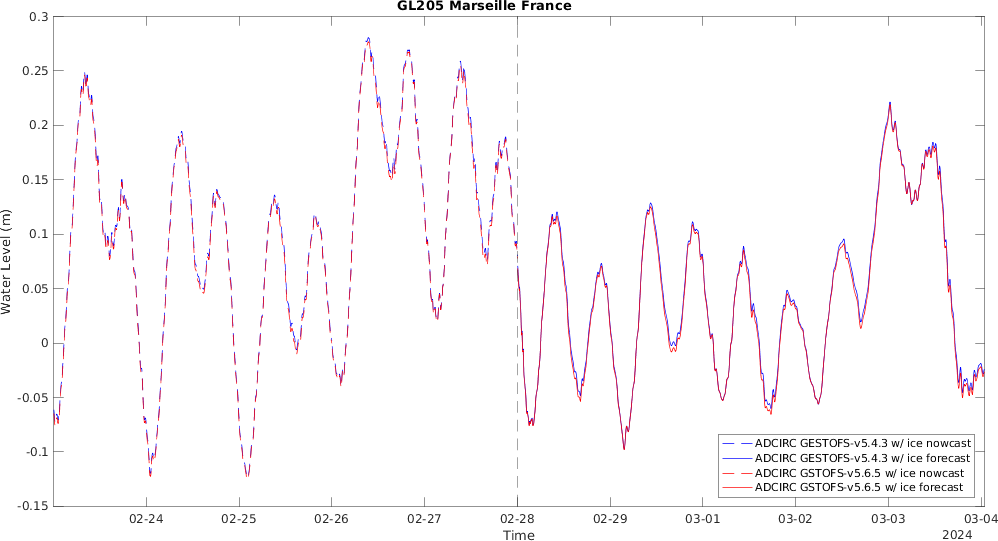 GL205 Marseille France
0.3
0.25
0.2
0.15
0.1
0.05
0
-0.05
-0.1
-0.15
Water Level (m)
ADCIRC GESTOFS-v5.4.3 w/ ice nowcast
ADCIRC GESTOFS-v5.4.3 w/ ice forecast
ADCIRC GSTOFS-v5.6.5 w/ ice nowcast
ADCIRC GSTOFS-v5.6.5 w/ ice forecast
02-24 02-25 02-26 02-27 02-28 02-29 03-01 03-02 03-03 03-04
Time 2024